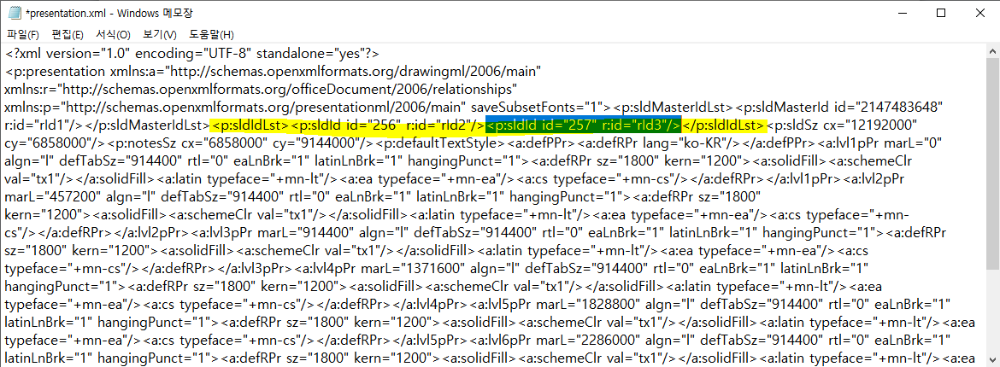 *presentation.xml - Windows 메모장
파일(F) 편집(E) 서식(O) 보기(V) 도움말(H)
<?xml version="1.0" encoding="UTF-8" standalone="yes"?>
<p:presentation xmlns:a="http://schemas.openxmlformats.org/drawingml/2006/main"
xmlns:r="http://schemas.openxmlformats.org/officeDocument/2006/relationships"
xmlns:p="http://schemas.openxmlformats.org/presentationml/2006/main" saveSubsetFonts="1"><p:sldMasterIdLst><p:sldMasterId id="2147483648"
r:id="rId1"/></p:sldMasterIdLst><p:sldIdLst><p:sldId id="256" r:id="rId2"/><p:sldId id="257" r:id="rId3"/></p:sldIdLst><p:sldSz cx="12192000"
cy="6858000"/><p:notesSz cx="6858000" cy="9144000"/><p:defaultTextStyle><a:defPPr><a:defRPr lang="ko-KR"/></a:defPPr><a:lvl1pPr marL="0"
algn="l" defTabSz="914400" rtl="0" eaLnBrk="1" latinLnBrk="1" hangingPunct="1"><a:defRPr sz="1800" kern="1200"><a:solidFill><a:schemeClr
val="tx1"/></a:solidFill><a:latin typeface="+mn-lt"/><a:ea typeface="+mn-ea"/><a:cs typeface="+mn-cs"/></a:defRPr></a:lvl1pPr><a:lvl2pPr
marL="457200" algn="l" defTabSz="914400" rtl="0" eaLnBrk="1" latinLnBrk="1" hangingPunct="1"><a:defRPr sz="1800"
kern="1200"><a:solidFill><a:schemeClr val="tx1"/></a:solidFill><a:latin typeface="+mn-lt"/><a:ea typeface="+mn-ea"/><a:cs typeface="+mn-
cs"/></a:defRPr></a:lvl2pPr><a:lvl3pPr marL="914400" algn="l" defTabSz="914400" rtl="0" eaLnBrk="1" latinLnBrk="1" hangingPunct="1"><a:defRPr
sz="1800" kern="1200"><a:solidFill><a:schemeClr val="tx1"/></a:solidFill><a:latin typeface="+mn-lt"/><a:ea typeface="+mn-ea"/><a:cs
typeface="+mn-cs"/></a:defRPr></a:lvl3pPr><a:lvl4pPr marL="1371600" algn="l" defTabSz="914400" rtl="0" eaLnBrk="1" latinLnBrk="1"
hangingPunct="1"><a:defRPr sz="1800" kern="1200"><a:solidFill><a:schemeClr val="tx1"/></a:solidFill><a:latin typeface="+mn-lt"/><a:ea
typeface="+mn-ea"/><a:cs typeface="+mn-cs"/></a:defRPr></a:lvl4pPr><a:lvl5pPr marL="1828800" algn="l" defTabSz="914400" rtl="0" eaLnBrk="1"
latinLnBrk="1" hangingPunct="1"><a:defRPr sz="1800" kern="1200"><a:solidFill><a:schemeClr val="tx1"/></a:solidFill><a:latin typeface="+mn-lt"/><a:ea
typeface="+mn-ea"/><a:cs typeface="+mn-cs"/></a:defRPr></a:lvl5pPr><a:lvl6pPr marL="2286000" algn="l" defTabSz="914400" rtl="0" eaLnBrk="1"
latinLnBrk="1" hangingPunct="1"><a:defRPr sz="1800" kern="1200"><a:solidFill><a:schemeClr val="tx1"/></a:solidFill><a:latin typeface="+mn-lt"/><a:ea